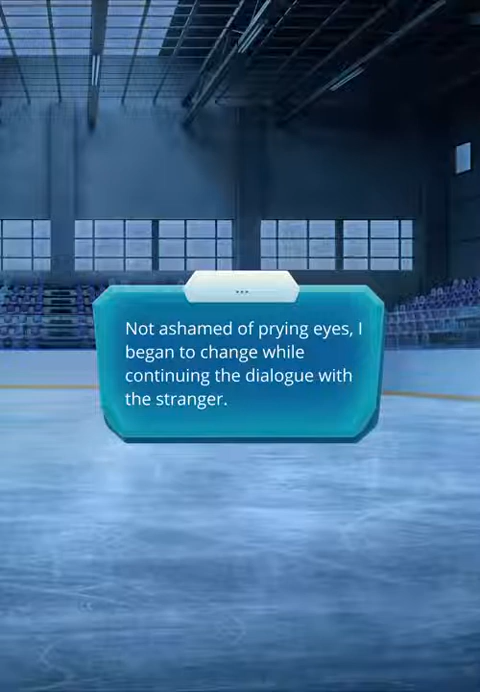 ...
Not ashamed of prying eyes, I
began to change while
continuing the dialogue with
the stranger.